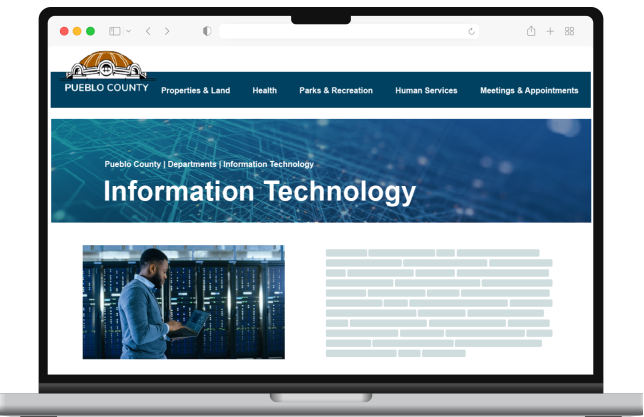 PUEBLO COUNTY
Properties & Land Health Parks & Recreation Human Services Meetings & Appointments
Pueblo County | Departments | Information Technology
Information Technology